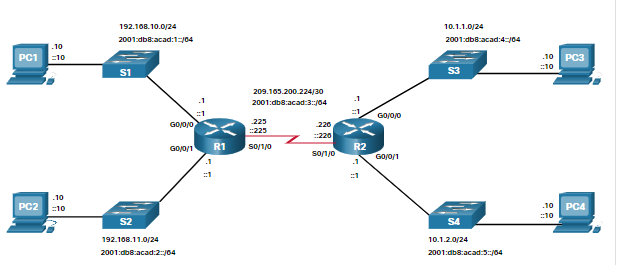 192.168.10.0/24
2001:db8:acad:1::/64
10.1.1.0/24
2001:db8:acad:4::/64
PC1
.10
::10
S1
S3
.10
::10
PC3
209.165.200.224/30
2001:db8:acad:3::/64
.1
::1
G0/0/0
.1
::1
G0/0/0
R1
.225
::225
S0/1/0
.226
::226
S0/1/0
R2
G0/0/1
.1
::1
G0/0/1
.1
::1
PC2
.10
::10
S2
S4
.10
::10
PC4
192.168.11.0/24
2001:db8:acad:2::/64
10.1.2.0/24
2001:db8:acad:5::/64